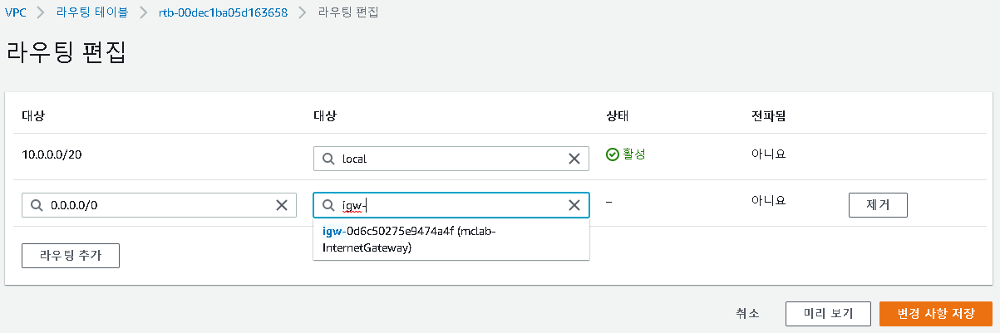 VPC > 라우팅 테이블 > rtb-00dec1ba05d163658 > 라우팅 편집
라우팅 편집
대상 대상 상태 전파됨
10.0.0.0/20 local 활성 아니요
0.0.0.0/0 igw- – 아니요 제거
igw-0d6c50275e9474a4f (mclab-
InternetGateway)
라우팅 추가
취소 미리 보기 변경 사항 저장